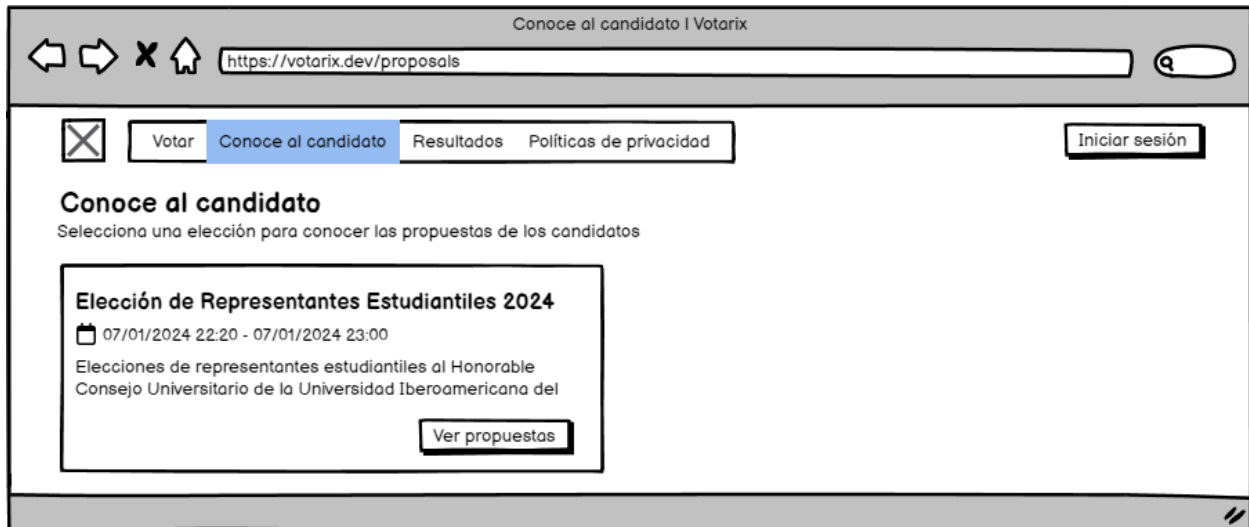 Conoce al candidato | Votarix
https://votarix.dev/proposals
Votar Conoce al candidato Resultados Políticas de privacidad Iniciar sesión
Conoce al candidato
Selecciona una elección para conocer las propuestas de los candidatos
Elección de Representantes Estudiantiles 2024
07/01/2024 22:20 - 07/01/2024 23:00
Elecciones de representantes estudiantiles al Honorable
Consejo Universitario de la Universidad Iberoamericana del
Ver propuestas